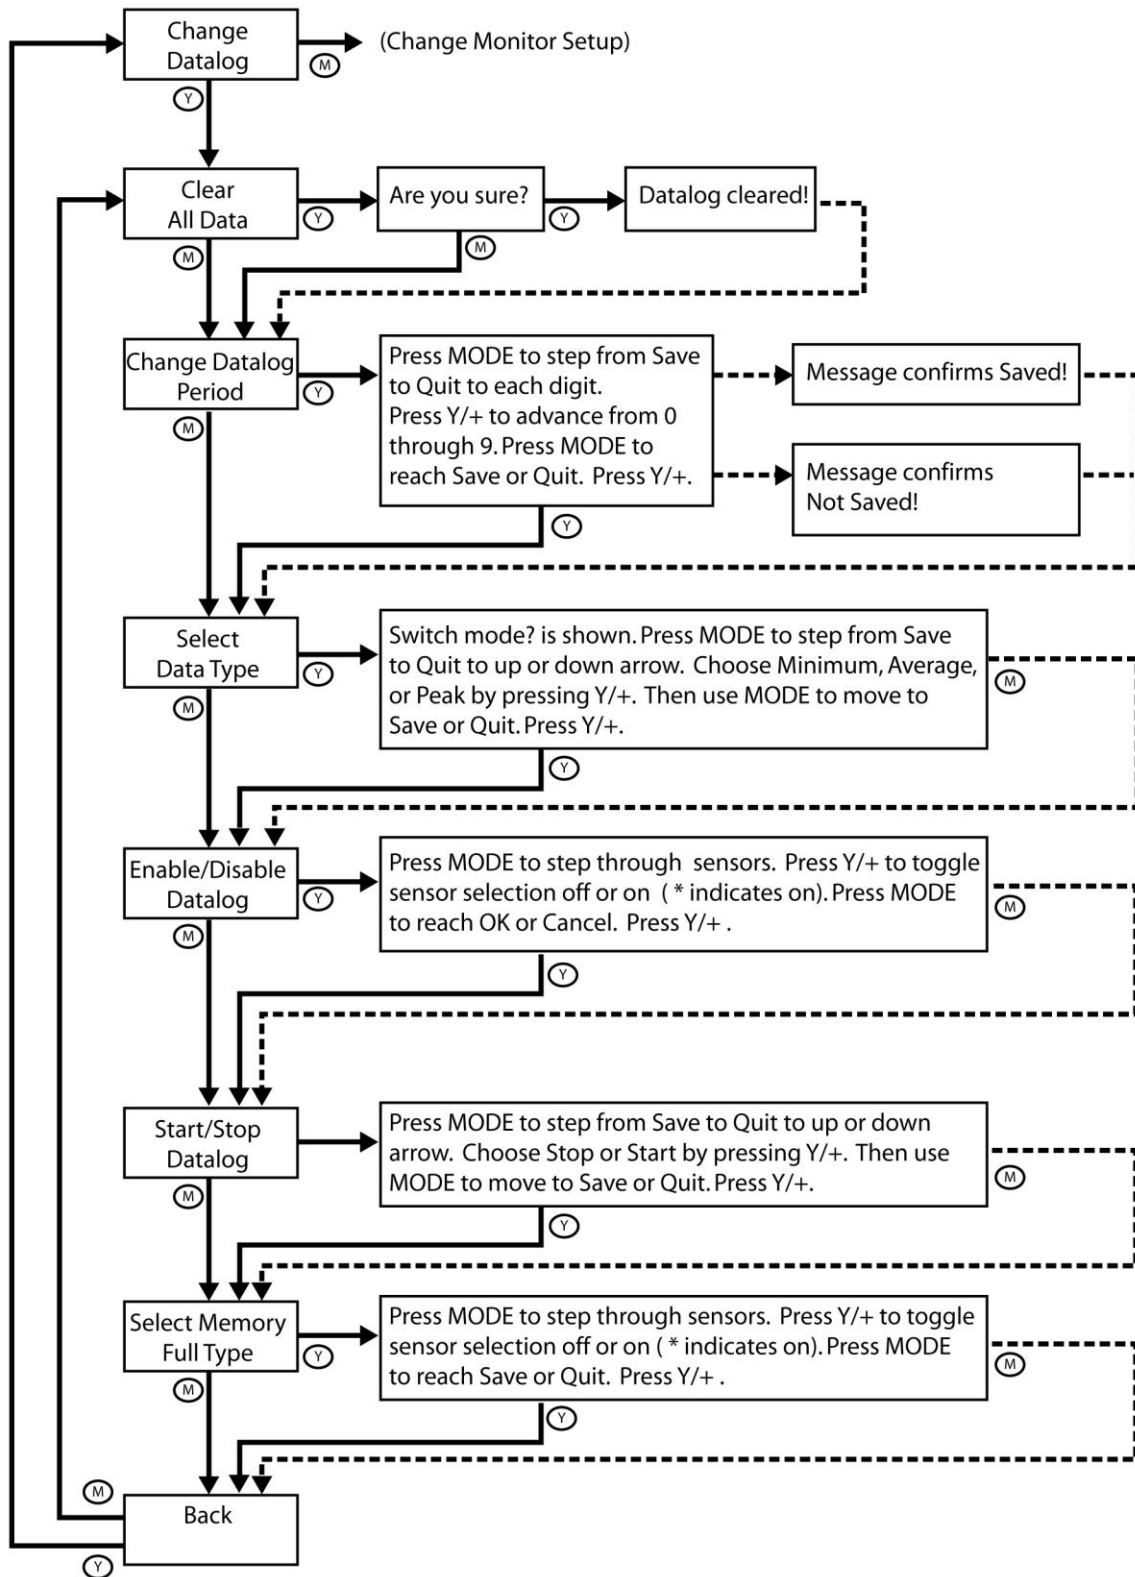 Change
Datalog
(Change Monitor Setup)
M
Y
Clear
All Data
Are you sure?
Datalog cleared!
Y
Y
M
M
Change Datalog
Period
Press MODE to step from Save
to Quit to each digit.
Press Y/+ to advance from 0
through 9. Press MODE to
reach Save or Quit. Press Y/+.
Message confirms Saved!
Message confirms
Not Saved!
Y
M
Y
Select
Data Type
Switch mode? is shown. Press MODE to step from Save
to Quit to up or down arrow. Choose Minimum, Average,
or Peak by pressing Y/+. Then use MODE to move to
Save or Quit. Press Y/+.
Y
M
M
Y
Enable/Disable
Datalog
Press MODE to step through sensors. Press Y/+ to toggle
sensor selection off or on ( * indicates on). Press MODE
to reach OK or Cancel. Press Y/+ .
Y
M
M
Y
Start/Stop
Datalog
Press MODE to step from Save to Quit to up or down
arrow. Choose Stop or Start by pressing Y/+. Then use
MODE to move to Save or Quit. Press Y/+.
M
M
Y
Select Memory
Full Type
Press MODE to step through sensors. Press Y/+ to toggle
sensor selection off or on ( * indicates on). Press MODE
to reach Save or Quit. Press Y/+ .
Y
M
M
Y
Back
M
Y